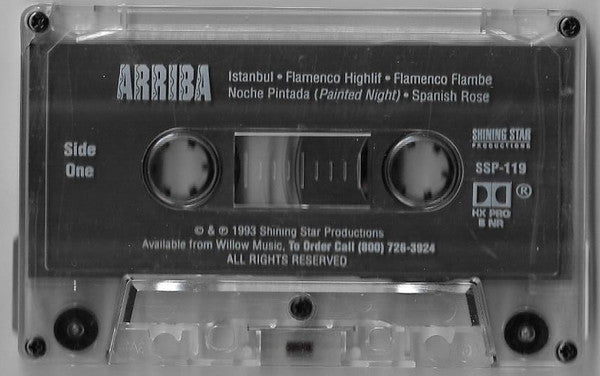 ARRIBA
Istanbul • Flamenco Highlif • Flamenco Flambe
Noche Pintada (Painted Night) • Spanish Rose
Side
One
SHINING STAR
PRODUCTIONS
SSP-119
®
HX PRO
B NR
© & ℗ 1993 Shining Star Productions
Available from Willow Music, To Order Call (800) 726-3924
ALL RIGHTS RESERVED